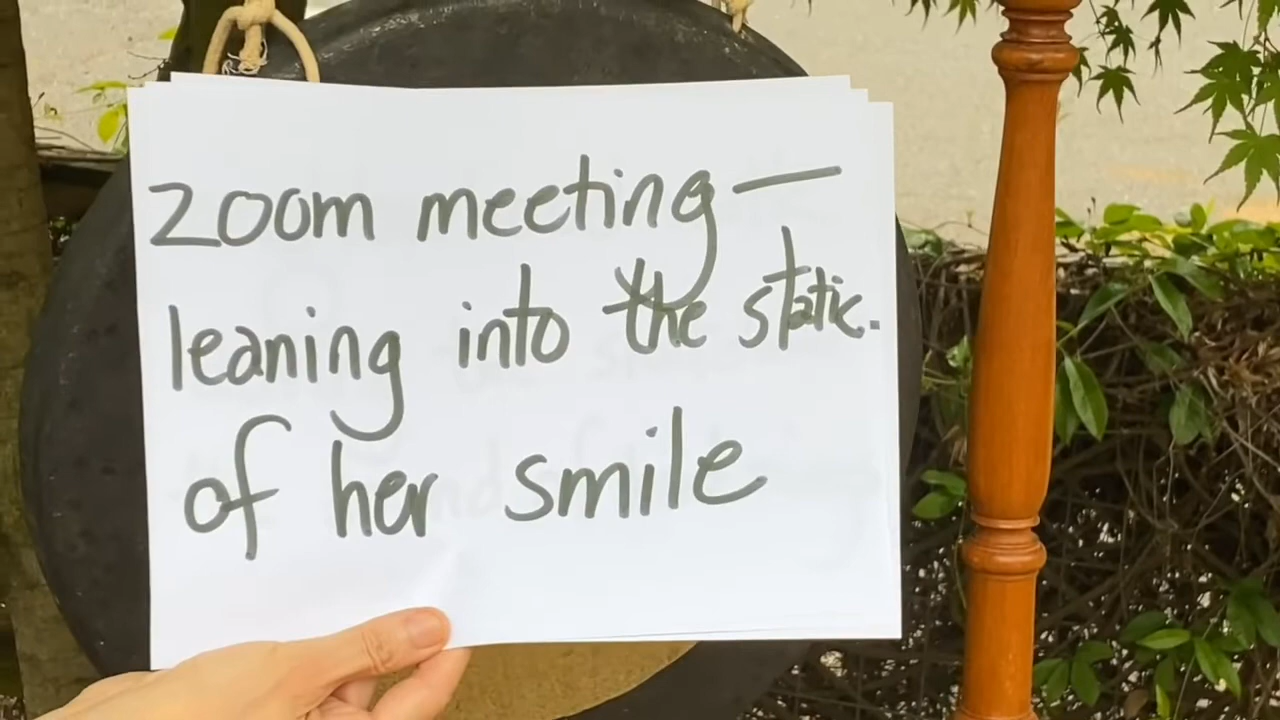 zoom meeting —
leaning into the static.
of her smile